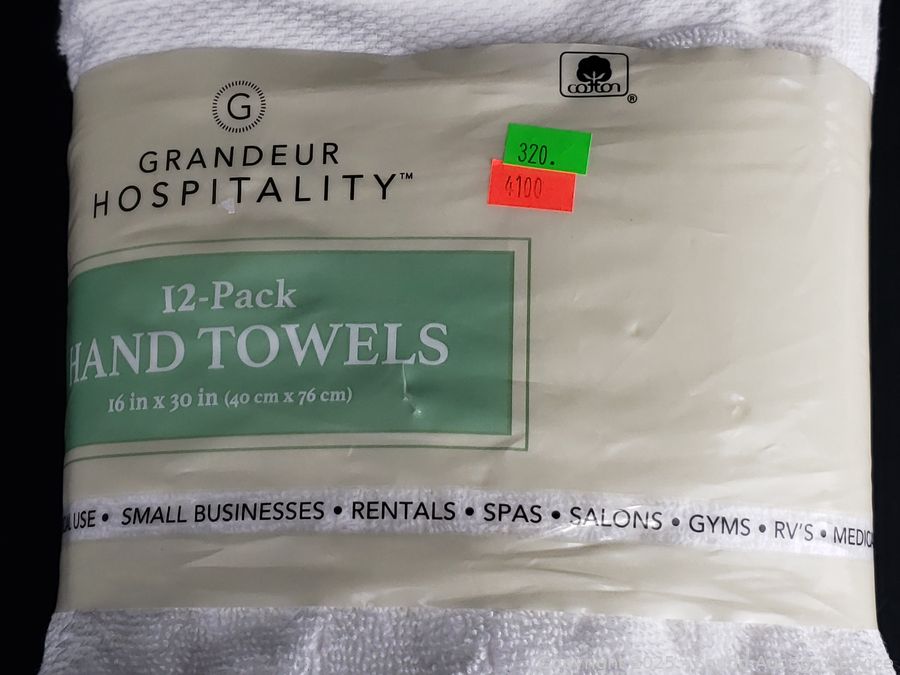 G
cotton
®
GRANDEUR
HOSPITALITY™
320.
4100
12-Pack
HAND TOWELS
16 in x 30 in (40 cm x 76 cm)
USE • SMALL BUSINESSES • RENTALS • SPAS • SALONS • GYMS • RV'S • MEDIC